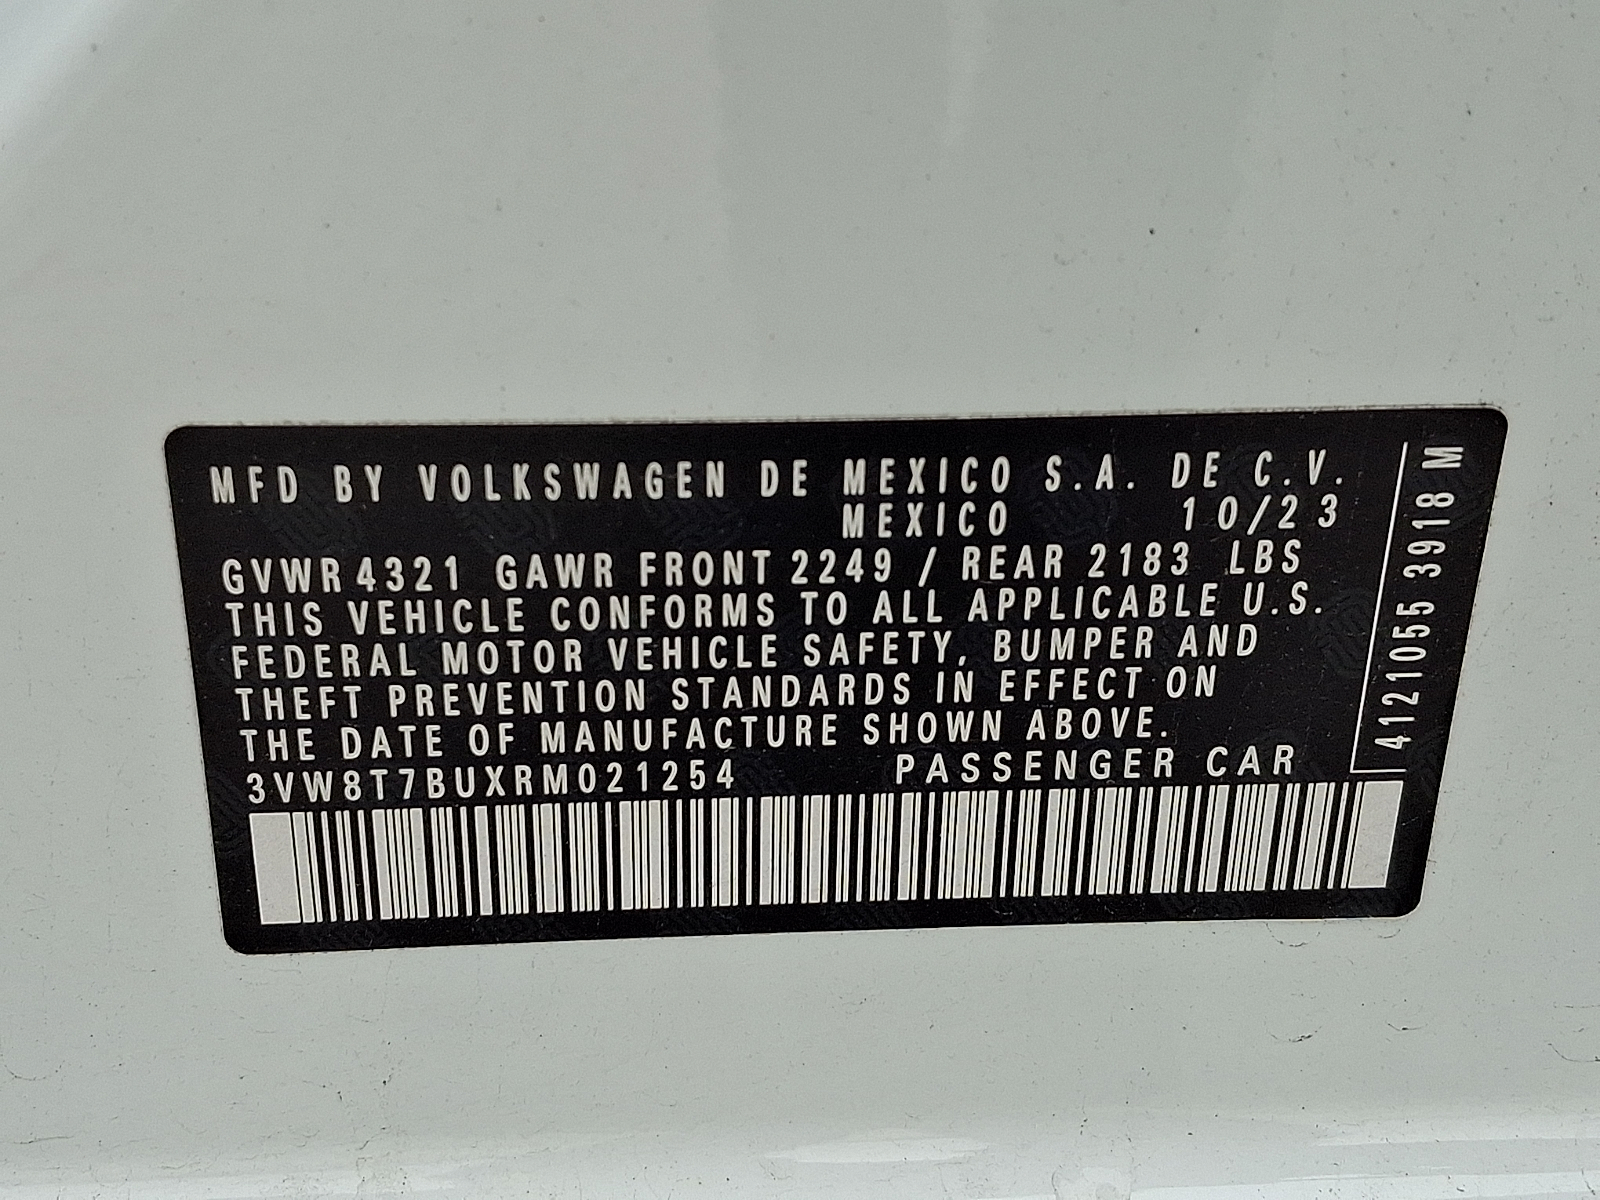 MFD BY VOLKSWAGEN DE MEXICO S.A. DE C.V.
MEXICO 10/23
GVWR 4321 GAWR FRONT 2249 / REAR 2183 LBS
THIS VEHICLE CONFORMS TO ALL APPLICABLE U.S.
FEDERAL MOTOR VEHICLE SAFETY, BUMPER AND
THEFT PREVENTION STANDARDS IN EFFECT ON
THE DATE OF MANUFACTURE SHOWN ABOVE.
3VW8T7BUXRM021254 PASSENGER CAR
4121055 3918 M